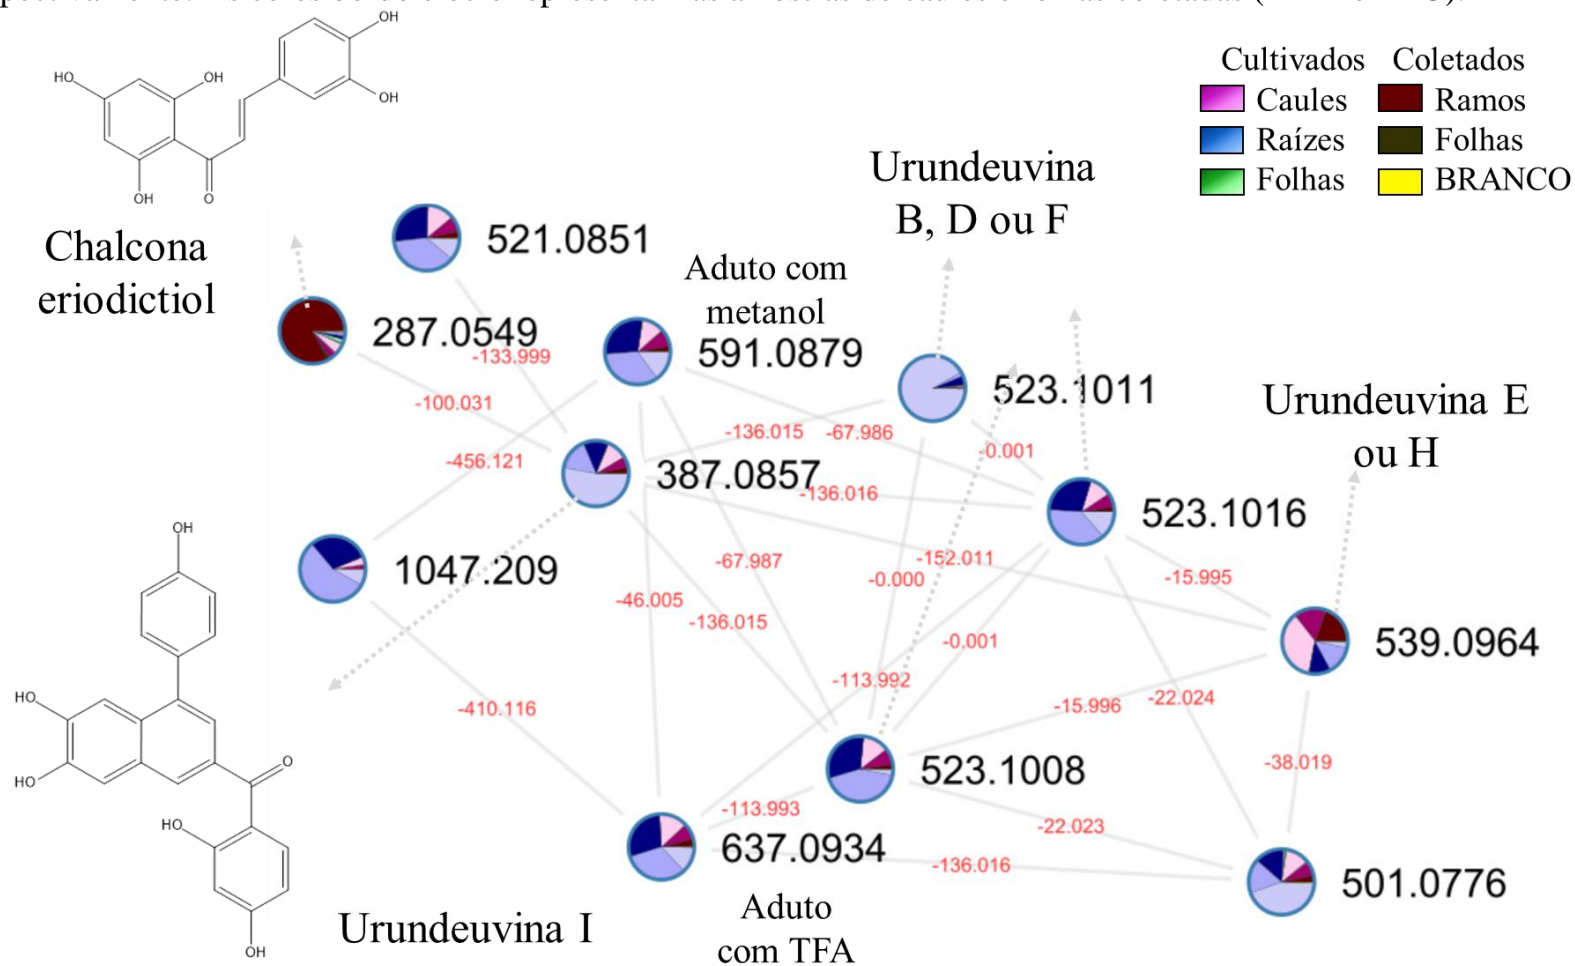 Cultivados Coletados
Caules Ramos
Raízes Folhas
Folhas BRANCO
OH
HO OH
OH
OH O
Chalcona
eriodictiol
521.0851
287.0549
Aduto com
metanol
591.0879
Urundeuvina
B, D ou F
523.1011
Urundeuvina E
ou H
-133.999
-100.031
-136.015 -67.986
-0.001
-456.121
387.0857
-136.016
523.1016
1047.209
-67.987
-152.011
-0.000
-15.995
-46.005
-136.015
-0.001
539.0964
-113.992
-410.116
-15.996 -22.024
-38.019
523.1008
-113.993
-22.023
637.0934
-136.016
501.0776
Aduto
com TFA
OH
HO
HO
O
HO
OH
Urundeuvina I